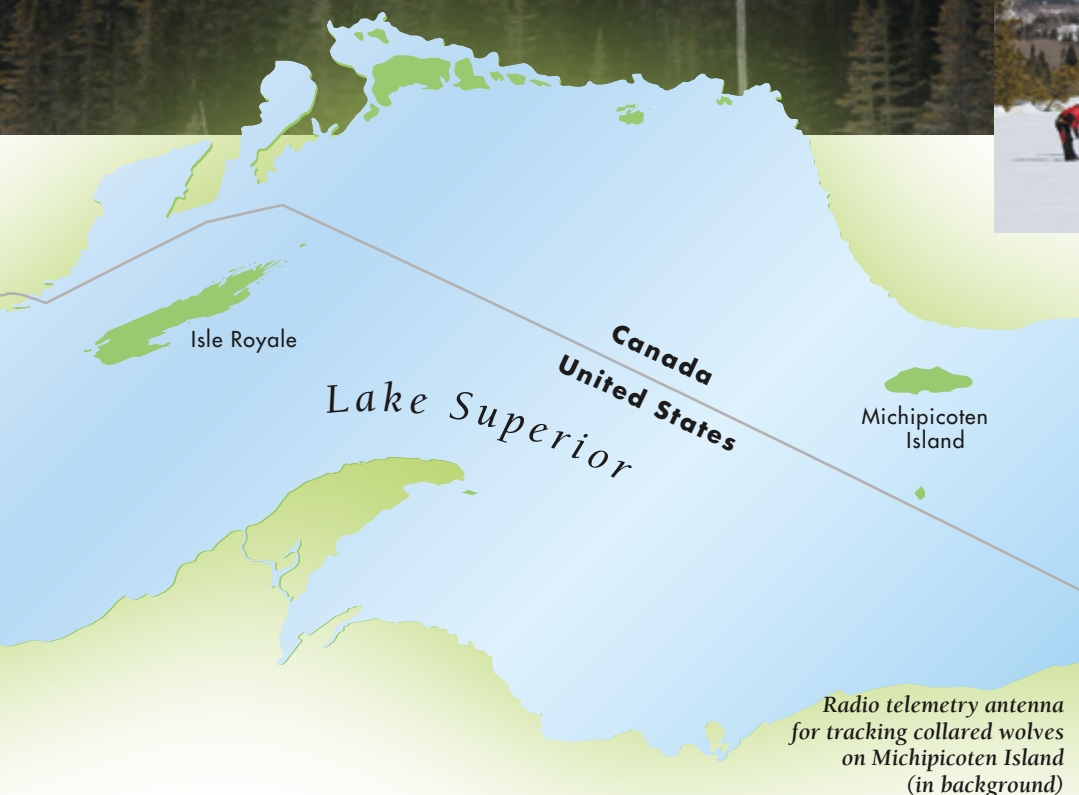 Isle Royale
Canada
United States
Lake Superior
Michipicoten
Island
Radio telemetry antenna
for tracking collared wolves
on Michipicoten Island
(in background)